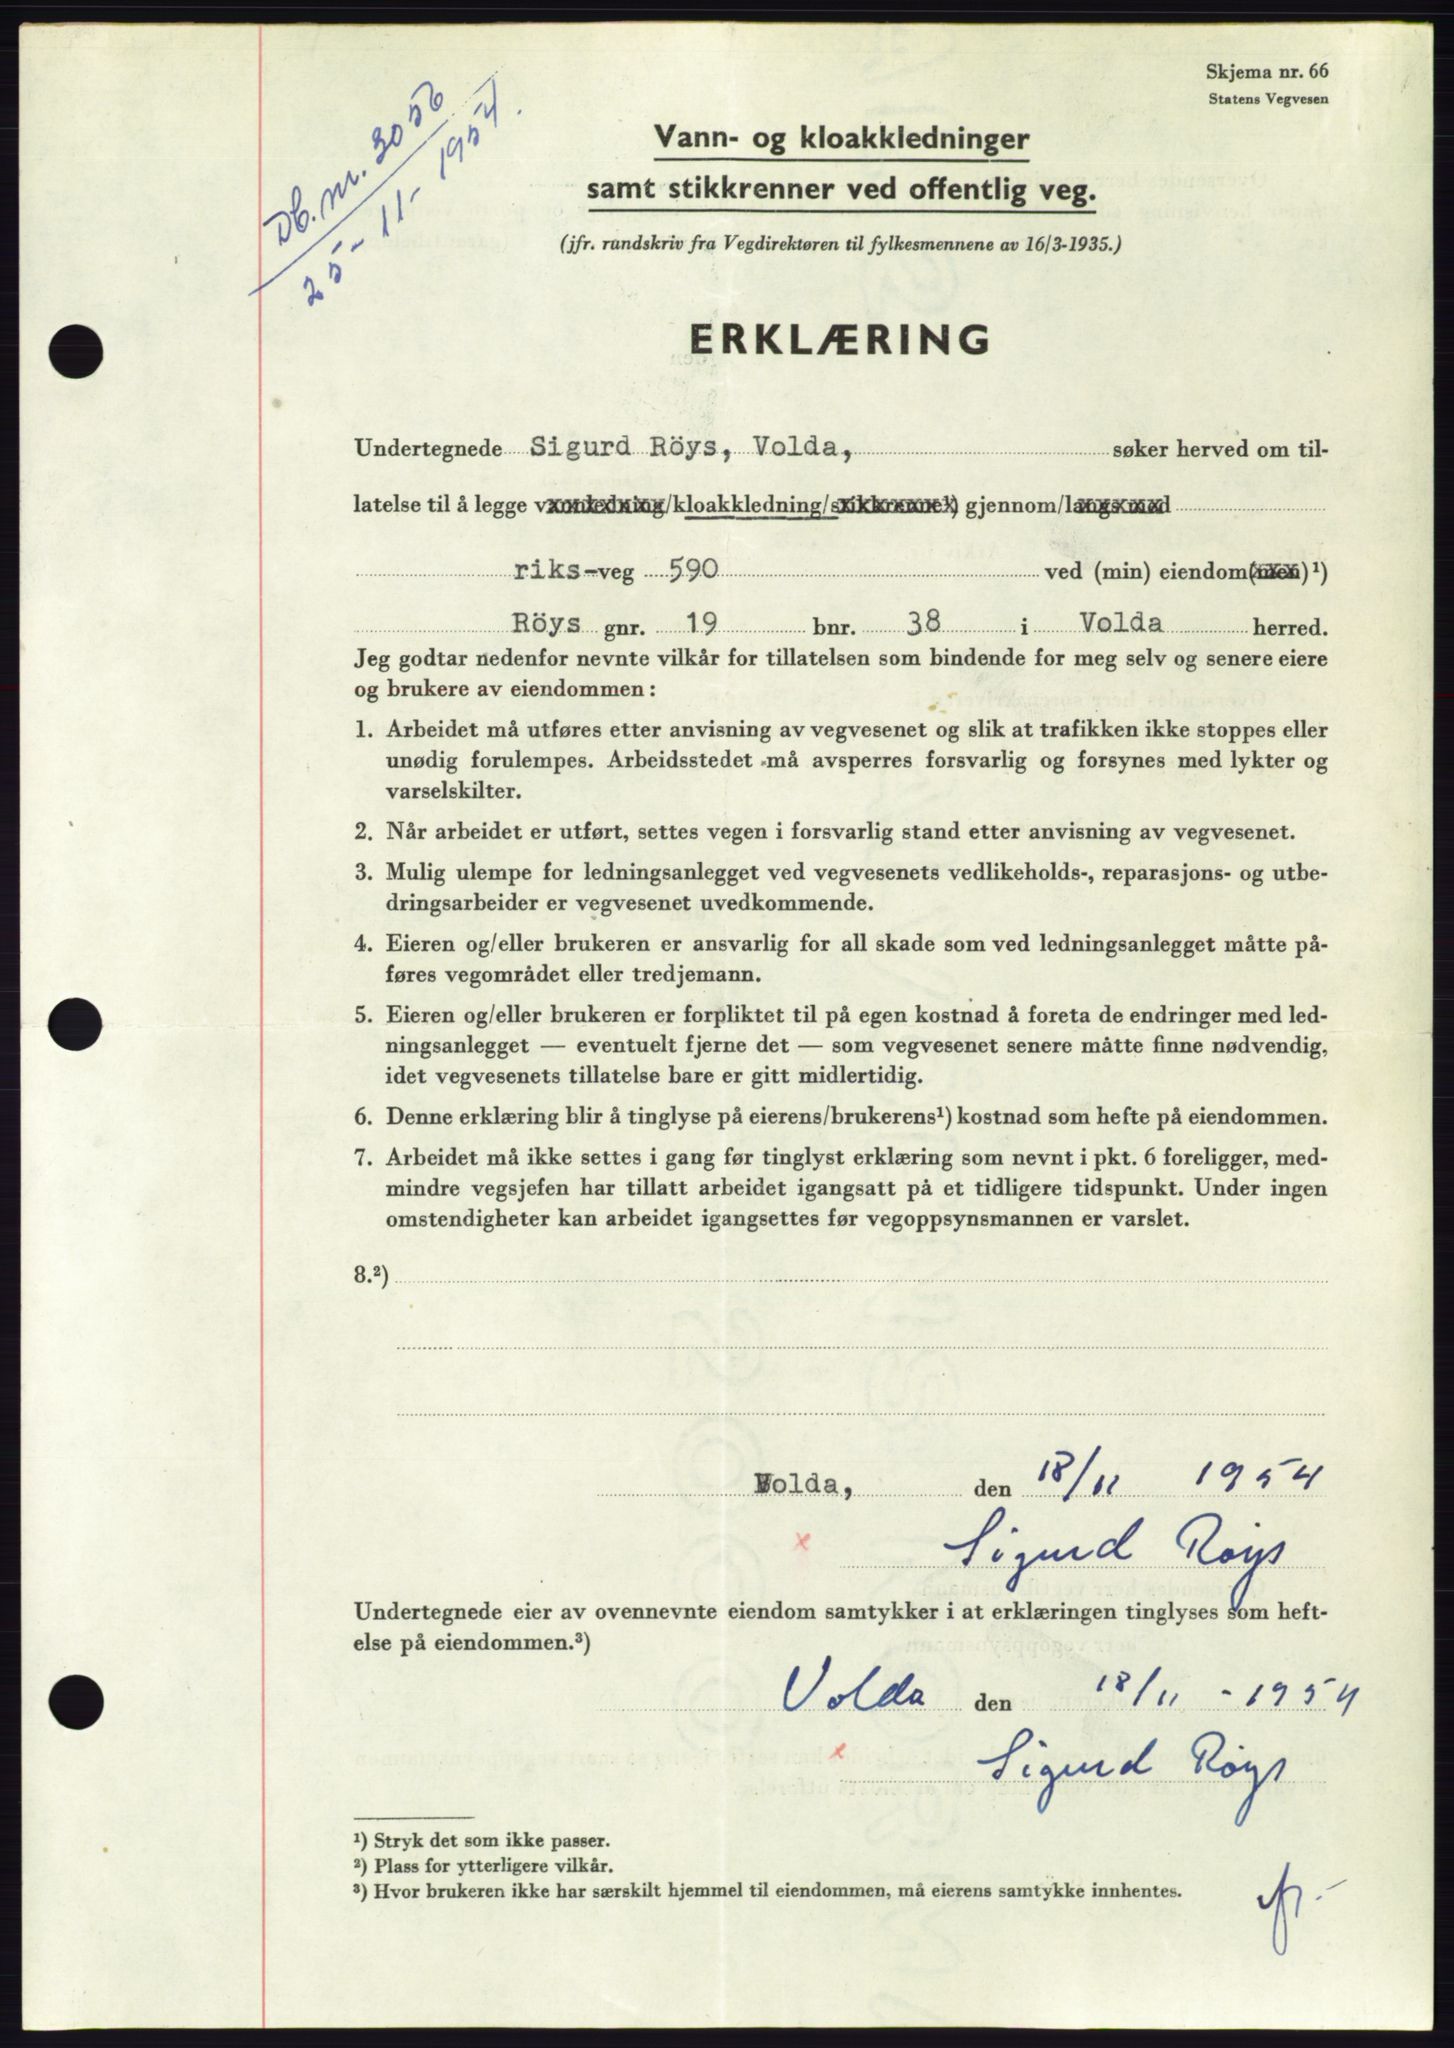 Skjema nr. 66
Statens Vegvesen
Db. nr. 3056
25-11-1954.
Vann- og kloakkledninger
samt stikkrenner ved offentlig veg.
(jfr. rundskriv fra Vegdirektøren til fylkesmennene av 16/3-1935.)
ERKLÆRING
Undertegnede Sigurd Röys, Volda, søker herved om til-
latelse til å legge vannledning/kloakkledning/stikkrenne¹) gjennom/langs med
riks-veg 590 ved (min) eiendom(men)¹)
Röys gnr. 19 bnr. 38 i Volda herred.
Jeg godtar nedenfor nevnte vilkår for tillatelsen som bindende for meg selv og senere eiere
og brukere av eiendommen:
1. Arbeidet må utføres etter anvisning av vegvesenet og slik at trafikken ikke stoppes eller
unødig forulempes. Arbeidsstedet må avsperres forsvarlig og forsynes med lykter og
varselskilter.
2. Når arbeidet er utført, settes vegen i forsvarlig stand etter anvisning av vegvesenet.
3. Mulig ulempe for ledningsanlegget ved vegvesenets vedlikeholds-, reparasjons- og utbe-
dringsarbeider er vegvesenet uvedkommende.
4. Eieren og/eller brukeren er ansvarlig for all skade som ved ledningsanlegget måtte på-
føres vegområdet eller tredjemann.
5. Eieren og/eller brukeren er forpliktet til på egen kostnad å foreta de endringer med led-
ningsanlegget — eventuelt fjerne det — som vegvesenet senere måtte finne nødvendig,
idet vegvesenets tillatelse bare er gitt midlertidig.
6. Denne erklæring blir å tinglyse på eierens/brukerens¹) kostnad som hefte på eiendommen.
7. Arbeidet må ikke settes i gang før tinglyst erklæring som nevnt i pkt. 6 foreligger, med-
mindre vegsjefen har tillatt arbeidet igangsatt på et tidligere tidspunkt. Under ingen
omstendigheter kan arbeidet igangsettes før vegoppsynsmannen er varslet.
8.²)
Volda, den 18/11 1954
x Sigurd Röys
Undertegnede eier av ovennevnte eiendom samtykker i at erklæringen tinglyses som heft-
else på eiendommen.³)
Volda den 18/11 - 1954
x Sigurd Röys
¹) Stryk det som ikke passer.
²) Plass for ytterligere vilkår.
³) Hvor brukeren ikke har særskilt hjemmel til eiendommen, må eierens samtykke innhentes.